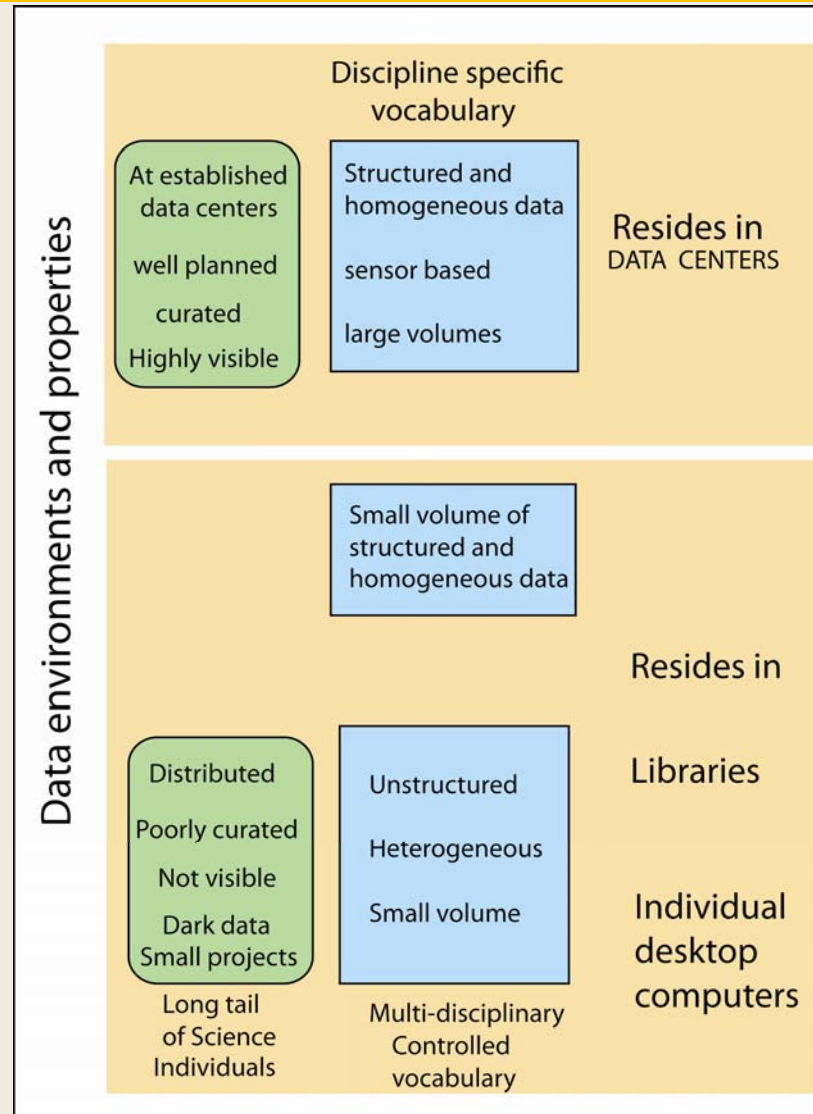 Data environments and properties
Discipline specific
vocabulary
At established
data centers
well planned
curated
Highly visible
Structured and
homogeneous data
sensor based
large volumes
Resides in
DATA CENTERS
Small volume of
structured and
homogeneous data
Resides in
Libraries
Individual
desktop
computers
Distributed
Poorly curated
Not visible
Dark data
Small projects
Long tail
of Science
Individuals
Unstructured
Heterogeneous
Small volume
Multi-disciplinary
Controlled
vocabulary